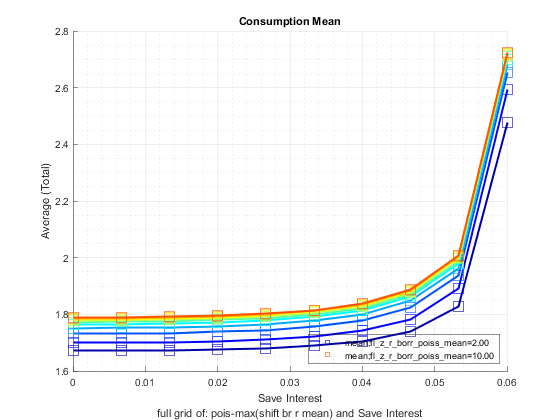 Consumption Mean
2.8
2.6
2.4
2.2
2
1.8
1.6
Average (Total)
mean;fl_z_r_borr_poiss_mean=2.00
mean;fl_z_r_borr_poiss_mean=10.00
0 0.01 0.02 0.03 0.04 0.05 0.06
Save Interest
full grid of: pois-max(shift br r mean) and Save Interest